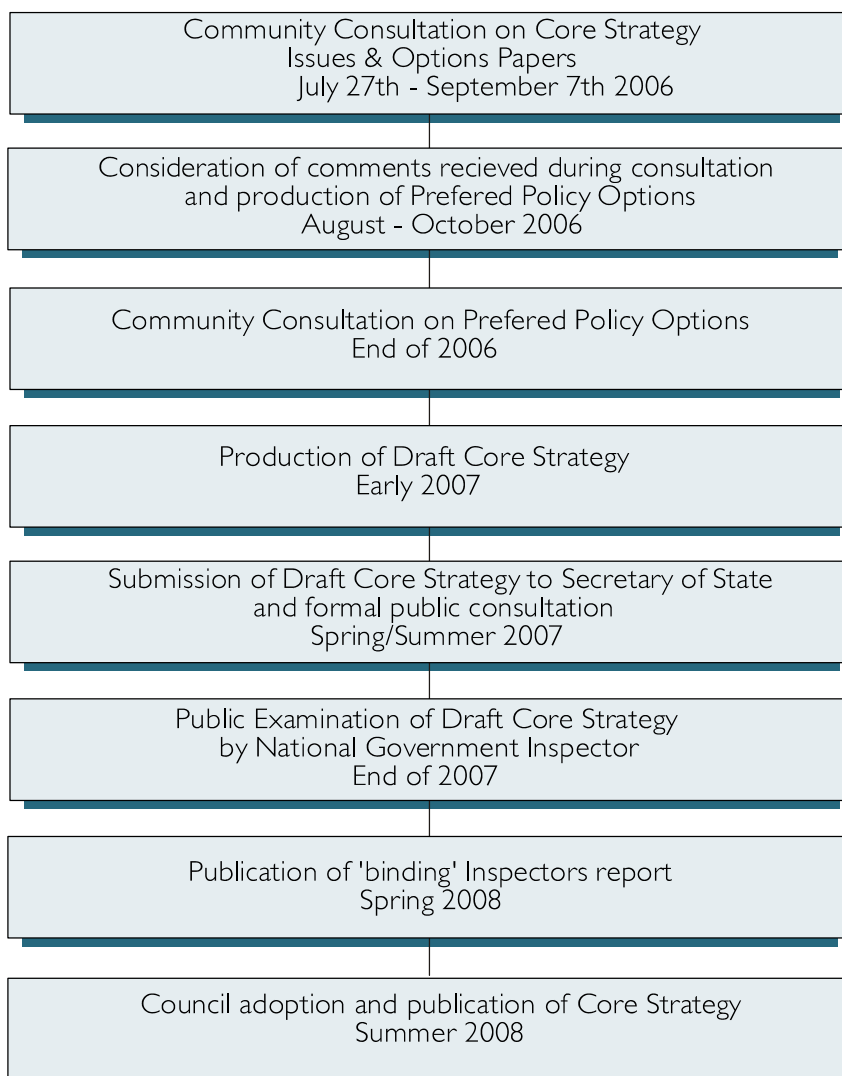 Community Consultation on Core Strategy
Issues & Options Papers
July 27th - September 7th 2006
Consideration of comments recieved during consultation
and production of Prefered Policy Options
August - October 2006
Community Consultation on Prefered Policy Options
End of 2006
Production of Draft Core Strategy
Early 2007
Submission of Draft Core Strategy to Secretary of State
and formal public consultation
Spring/Summer 2007
Public Examination of Draft Core Strategy
by National Government Inspector
End of 2007
Publication of 'binding' Inspectors report
Spring 2008
Council adoption and publication of Core Strategy
Summer 2008